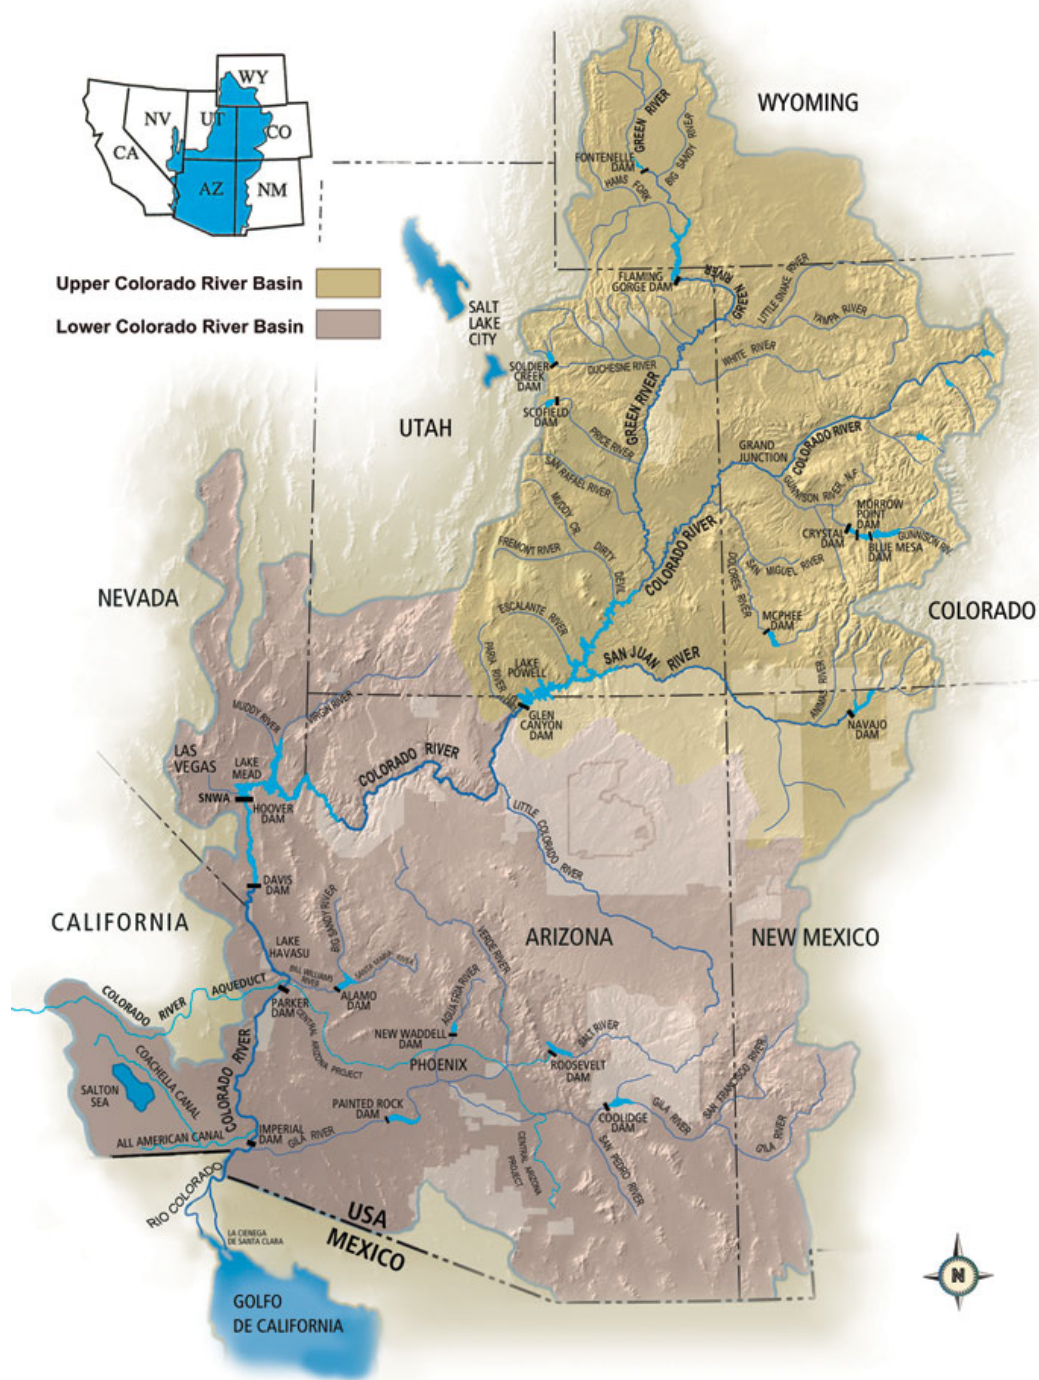 WY
NV
UT
CO
CA
AZ
NM
Upper Colorado River Basin
Lower Colorado River Basin
WYOMING
GREEN RIVER
BIG SANDY RIVER
FONTENELLE
DAM
HAMS FORK
FLAMING
GORGE DAM
GREEN
RIVER
LITTLE SNAKE RIVER
YAMPA RIVER
WHITE RIVER
SALT
LAKE
CITY
SOLDIER
CREEK
DAM
DUCHESNE RIVER
SCOFIELD
DAM
GREEN RIVER
PRICE RIVER
UTAH
GRAND
JUNCTION
COLORADO RIVER
SAN RAFAEL RIVER
GUNNISON RIVER, N.F.
MUDDY CR
MORROW
POINT
DAM
CRYSTAL
DAM
BLUE MESA
DAM
GUNNISON RIV.
FREMONT RIVER
DIRTY DEVIL
COLORADO RIVER
DOLORES RIVER
SAN MIGUEL RIVER
NEVADA
COLORADO
ESCALANTE RIVER
MCPHEE
DAM
PARIA RIVER
LAKE
POWELL
SAN JUAN RIVER
ANIMAS RIVER
GLEN
CANYON
DAM
NAVAJO
DAM
MUDDY RIVER
VIRGIN RIVER
LAS
VEGAS
LAKE
MEAD
COLORADO RIVER
SNWA
HOOVER
DAM
LITTLE COLORADO RIVER
DAVIS
DAM
BIG SANDY RIVER
CALIFORNIA
ARIZONA
NEW MEXICO
LAKE
HAVASU
VERDE RIVER
BILL WILLIAMS
RIVER
SANTA MARIA RIVER
COLORADO RIVER AQUEDUCT
PARKER
DAM
ALAMO
DAM
AGUA FRIA RIVER
CENTRAL ARIZONA PROJECT
NEW WADDELL
DAM
SALT RIVER
COACHELLA CANAL
COLORADO RIVER
PHOENIX
ROOSEVELT
DAM
SAN FRANCISCO RIVER
SALTON
SEA
PAINTED ROCK
DAM
COOLIDGE
DAM
GILA RIVER
GILA RIVER
ALL AMERICAN CANAL
IMPERIAL
DAM
GILA RIVER
CENTRAL ARIZONA
PROJECT
SAN PEDRO RIVER
RIO COLORADO
USA
MEXICO
LA CIENEGA
DE SANTA CLARA
GOLFO
DE CALIFORNIA
N